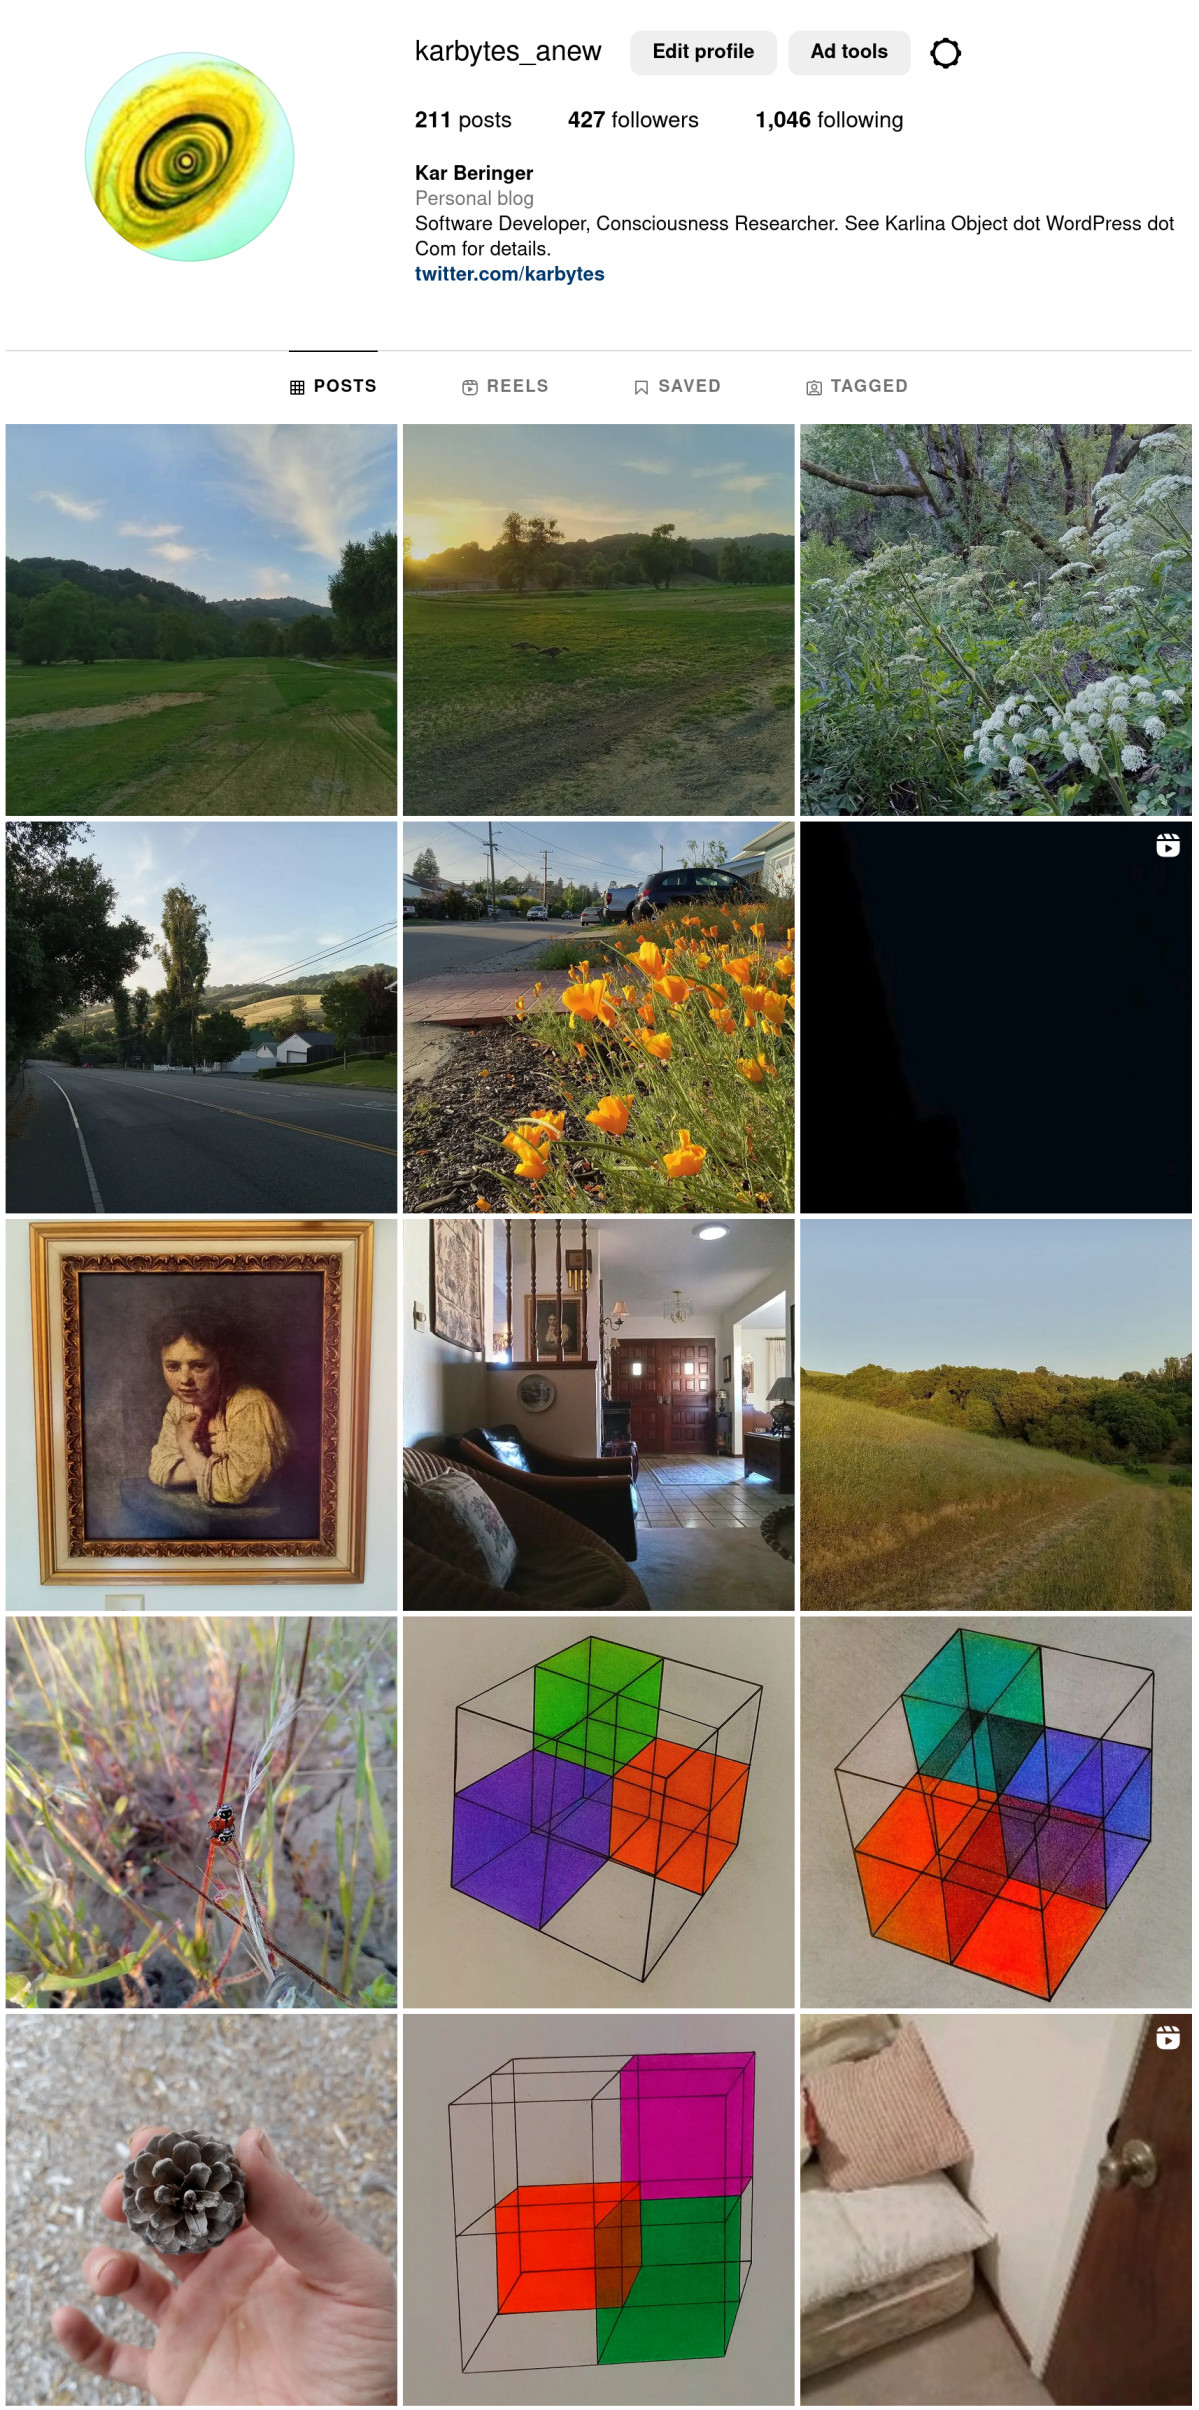 karbytes_anew Edit profile Ad tools
211 posts 427 followers 1,046 following
Kar Beringer
Personal blog
Software Developer, Consciousness Researcher. See Karlina Object dot WordPress dot
Com for details.
twitter.com/karbytes
POSTS REELS SAVED TAGGED